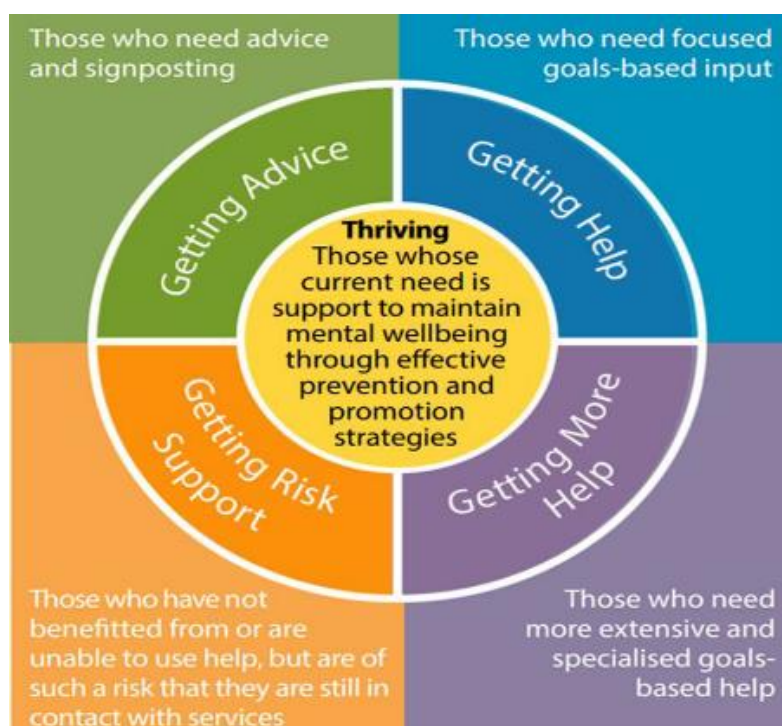 Those who need advice
and signposting
Those who need focused
goals-based input
Getting Advice
Getting Help
Thriving
Those whose
current need is
support to maintain
mental wellbeing
through effective
prevention and
promotion
strategies
Getting Risk
Support
Getting More
Help
Those who have not
benefitted from or are
unable to use help, but are of
such a risk that they are still in
contact with services
Those who need
more extensive and
specialised goals-
based help